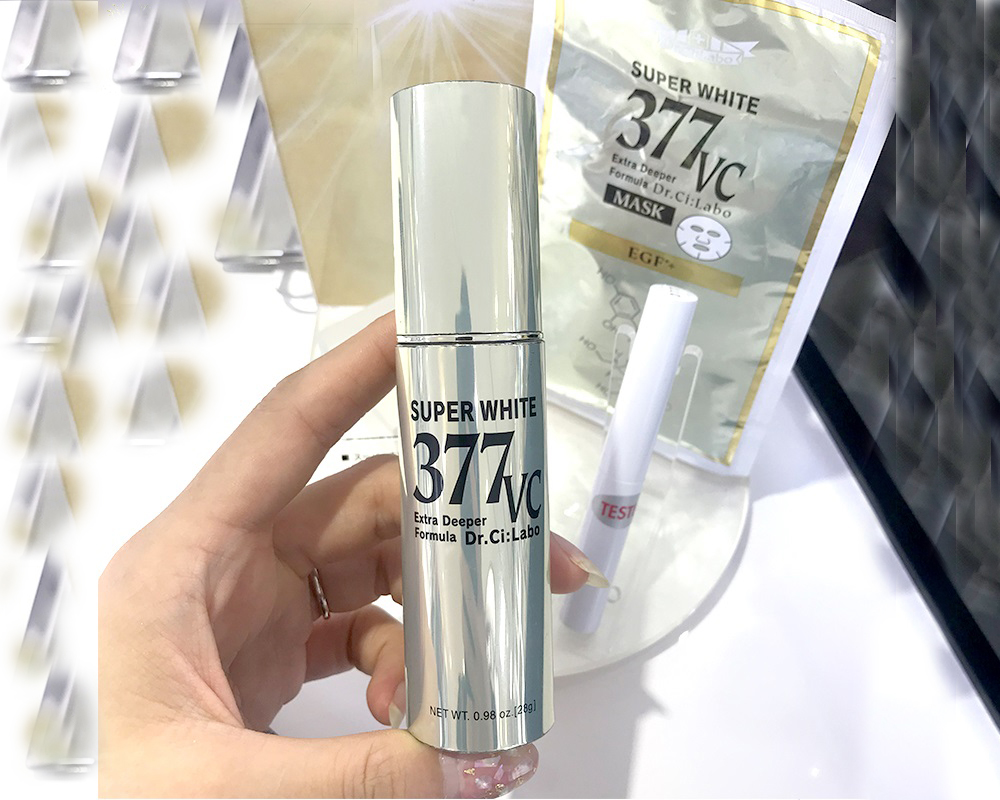 SUPER WHITE
377VC
Extra Deeper
Formula Dr.Ci:Labo
MASK
EGF*+
SUPER WHITE
377VC
Extra Deeper
Formula Dr.Ci:Labo
NET WT. 0.98 oz.[28g]